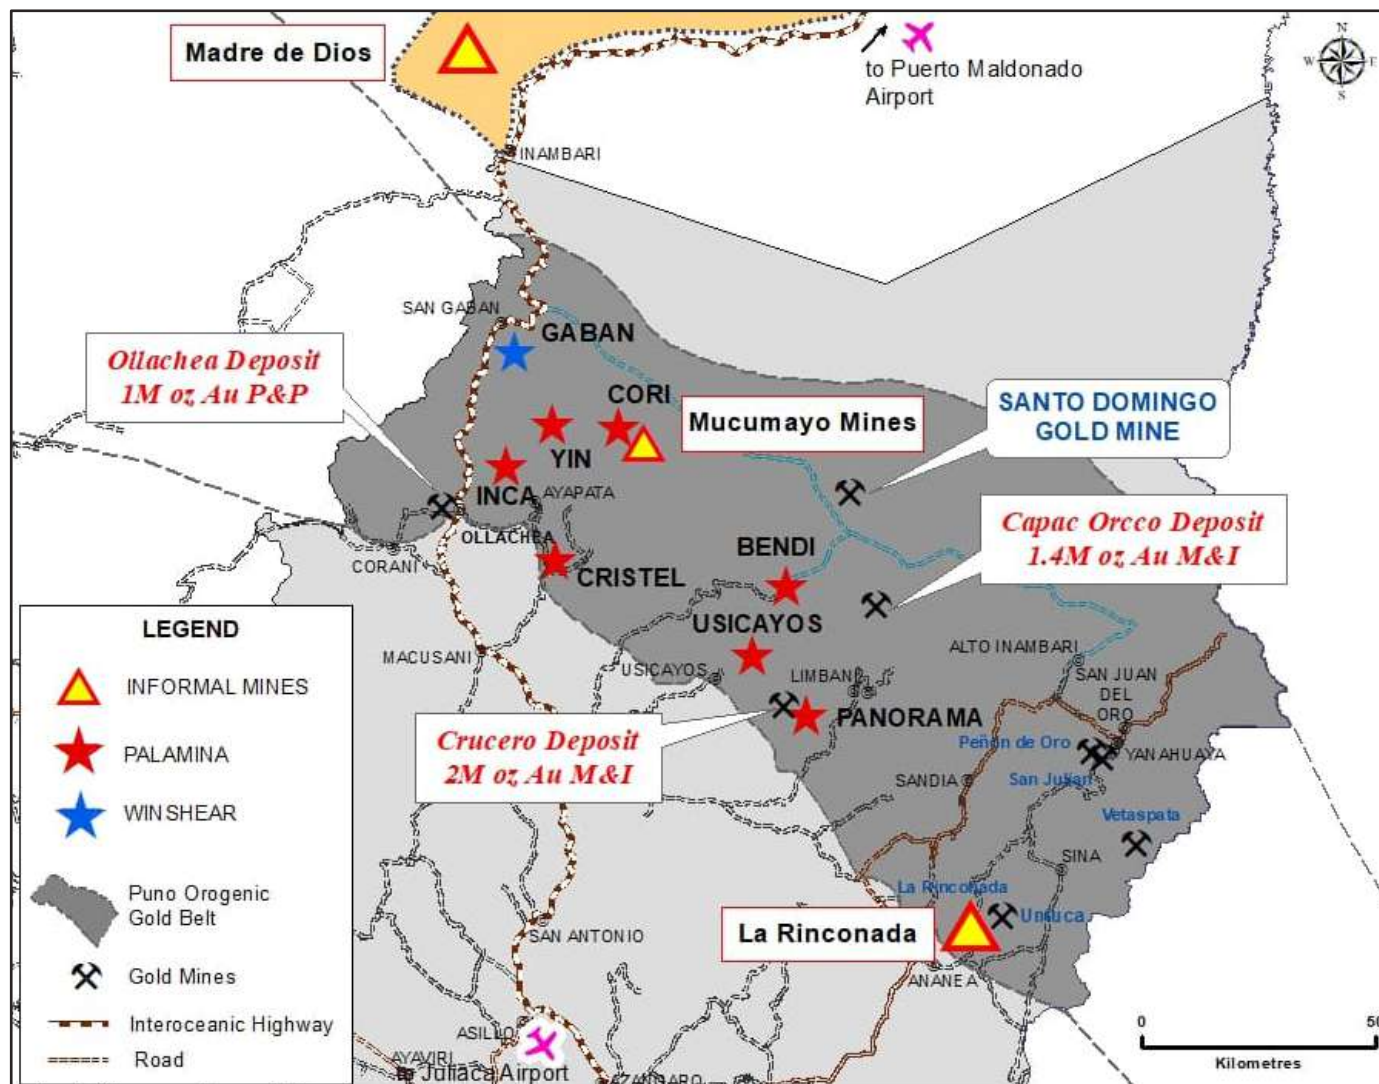 Madre de Dios
to Puerto Maldonado
Airport
N
W
E
S
INAMBARI
SAN GABAN
GABAN
Ollachea Deposit
1M oz Au P&P
CORI
Mucumayo Mines
SANTO DOMINGO
GOLD MINE
YIN
INCA
AYAPATA
OLLACHEA
CORANI
Capac Orcco Deposit
1.4M oz Au M&I
BENDI
CRISTEL
USICAYOS
MACUSANI
USICAYOS
LIMBANI
ALTO INAMBARI
SAN JUAN
DEL
ORO
PANORAMA
Crucero Deposit
2M oz Au M&I
Peñon de Oro
YANAHUAYA
San Julian
SANDIA
Vetaspata
SINA
La Rinconada
Untuca
La Rinconada
SAN ANTONIO
ANANEA
ASILLO
AYAVIRI
to Juliaca Airport
AZANGARO
LEGEND
INFORMAL MINES
PALAMINA
WINSHEAR
Puno Orogenic
Gold Belt
Gold Mines
Interoceanic Highway
Road
0
50
Kilometres